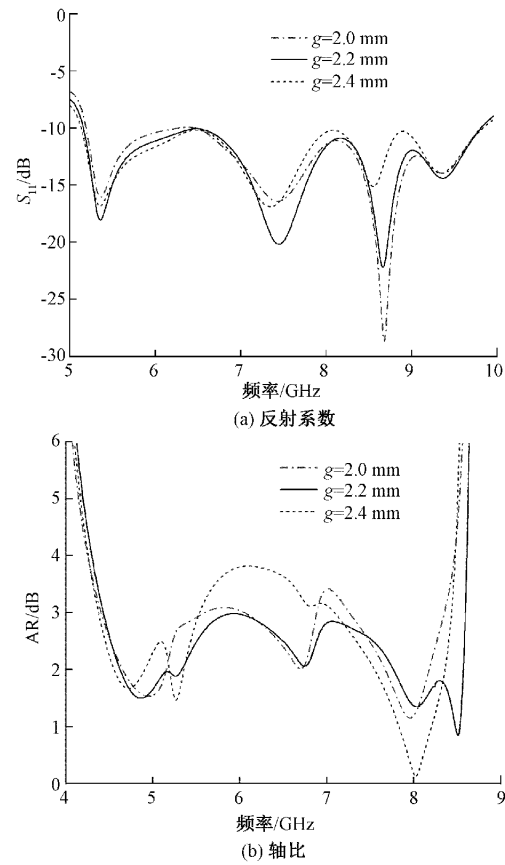 0
-5
-10
-15
-20
-25
-30
S₁₁/dB
g=2.0 mm
g=2.2 mm
g=2.4 mm
5 6 7 8 9 10
频率/GHz
(a) 反射系数
6
5
4
3
2
1
0
AR/dB
g=2.0 mm
g=2.2 mm
g=2.4 mm
4 5 6 7 8 9
频率/GHz
(b) 轴比